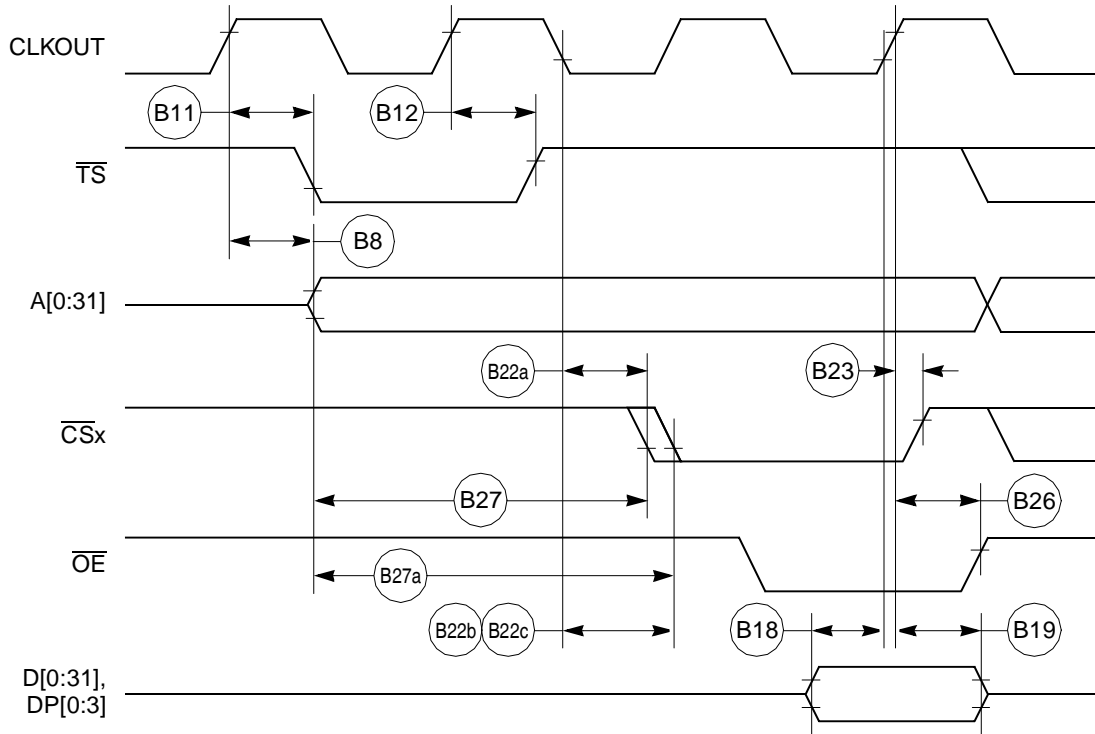 CLKOUT
B11
B12
TS
B8
A[0:31]
B22a
B23
CSx
B27
B26
OE
B27a
B22b B22c
B18
B19
D[0:31],
DP[0:3]